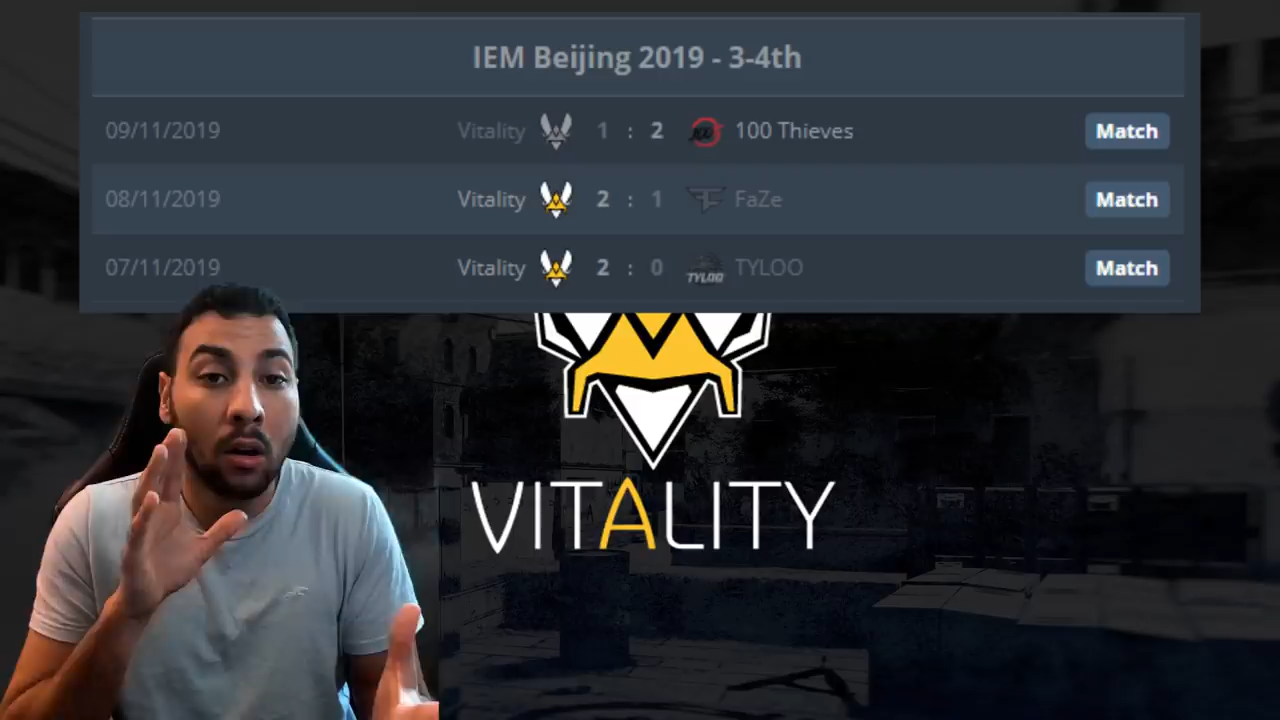 IEM Beijing 2019 - 3-4th
09/11/2019 Vitality 1 : 2 100 Thieves Match
08/11/2019 Vitality 2 : 1 FaZe Match
07/11/2019 Vitality 2 : 0 TYLOO TYLOO Match
VITALITY